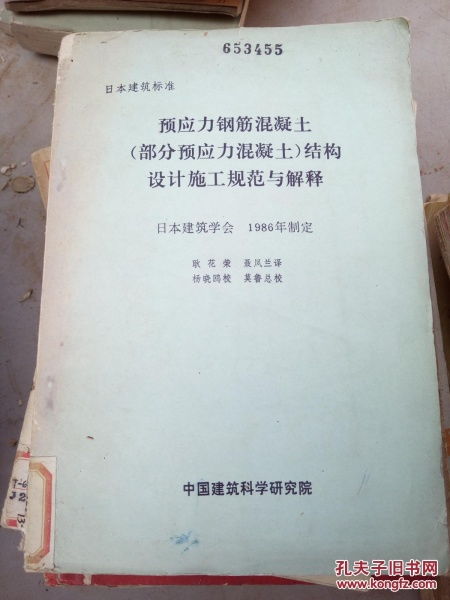 653455
日本建筑标准
预应力钢筋混凝土
(部分预应力混凝土)结构
设计施工规范与解释
日本建筑学会 1986年制定
耿花荣 聂凤兰译
杨晓鸥校 莫鲁总校
中国建筑科学研究院
孔夫子旧书网
www.kongfz.com